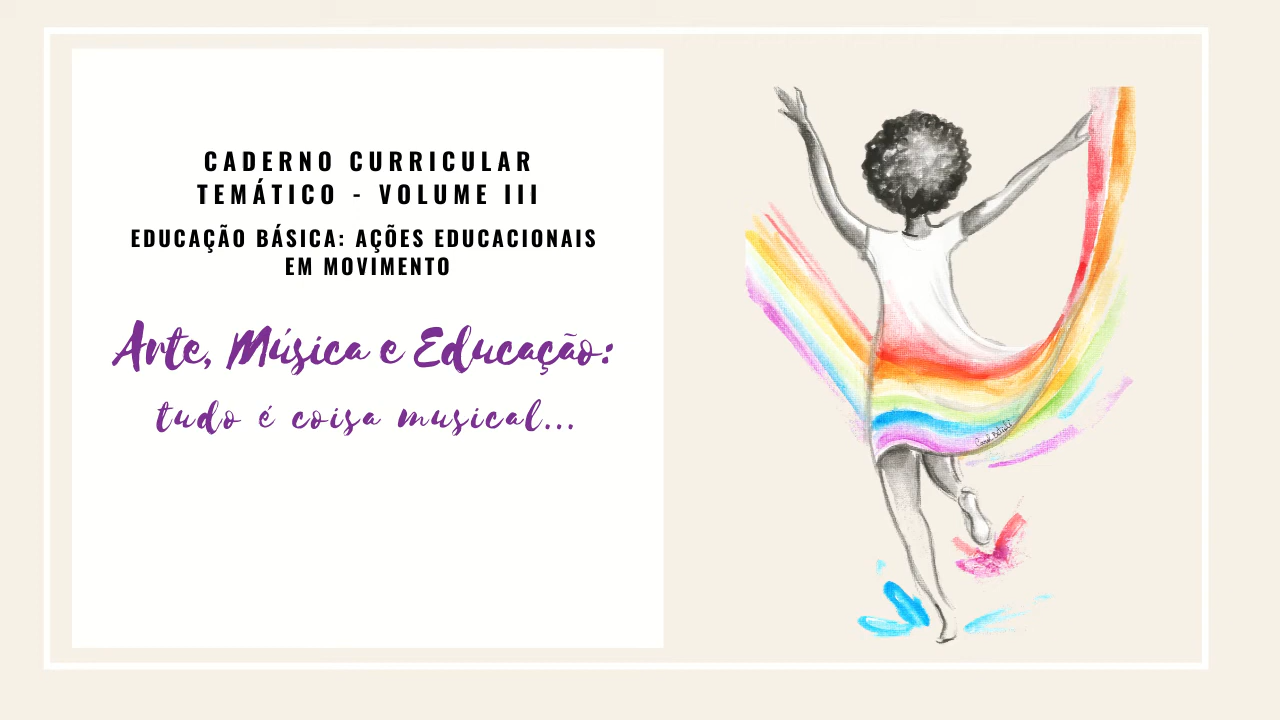 CADERNO CURRICULAR
TEMÁTICO - VOLUME III
EDUCAÇÃO BÁSICA: AÇÕES EDUCACIONAIS
EM MOVIMENTO
Arte, Música e Educação:
tudo é coisa musical...